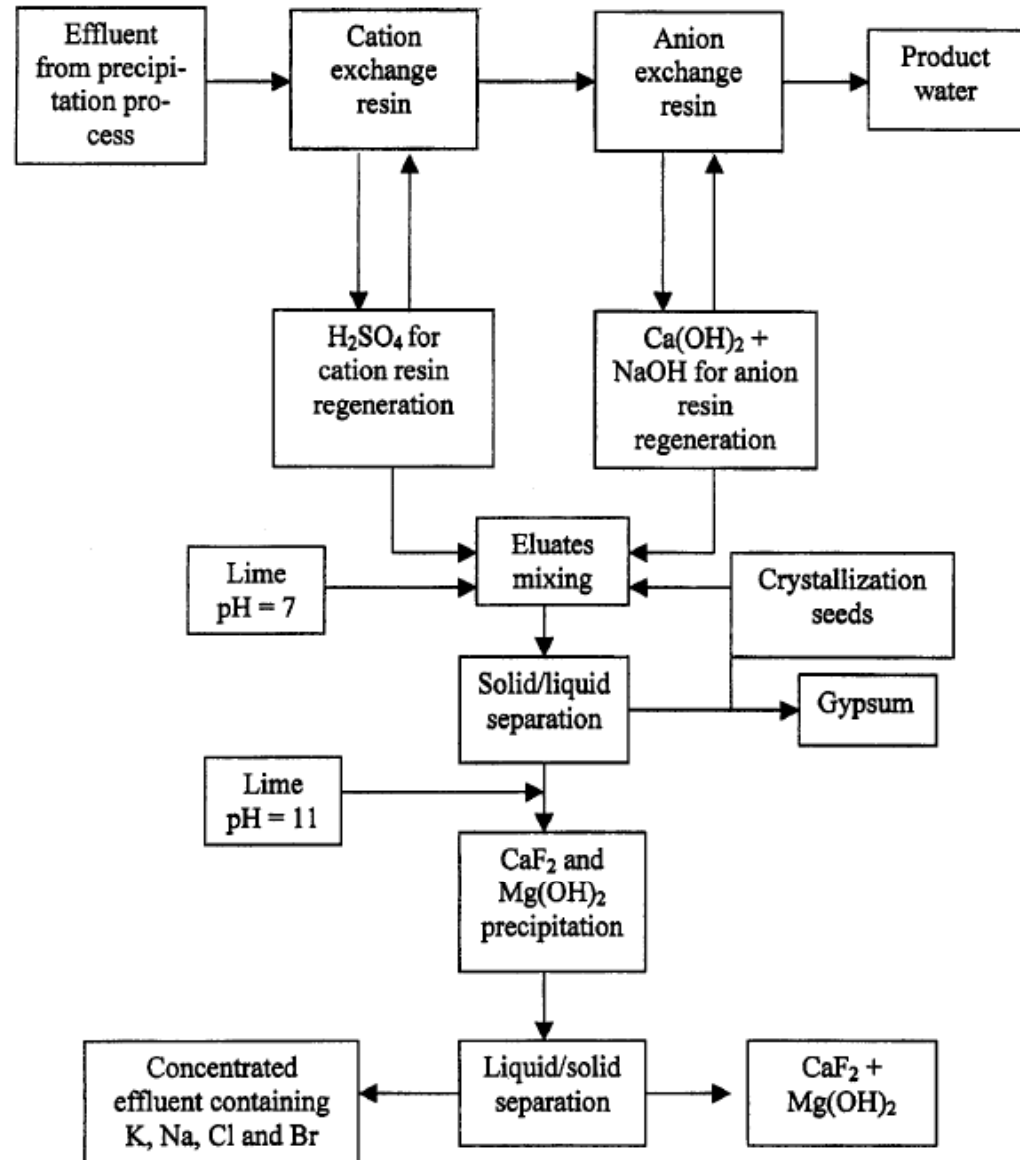 Effluent
from precipi-
tation pro-
cess
Cation
exchange
resin
Anion
exchange
resin
Product
water
H₂SO₄ for
cation resin
regeneration
Ca(OH)₂ +
NaOH for anion
resin
regeneration
Eluates
mixing
Lime
pH = 7
Crystallization
seeds
Solid/liquid
separation
Gypsum
Lime
pH = 11
CaF₂ and
Mg(OH)₂
precipitation
Concentrated
effluent containing
K, Na, Cl and Br
Liquid/solid
separation
CaF₂ +
Mg(OH)₂